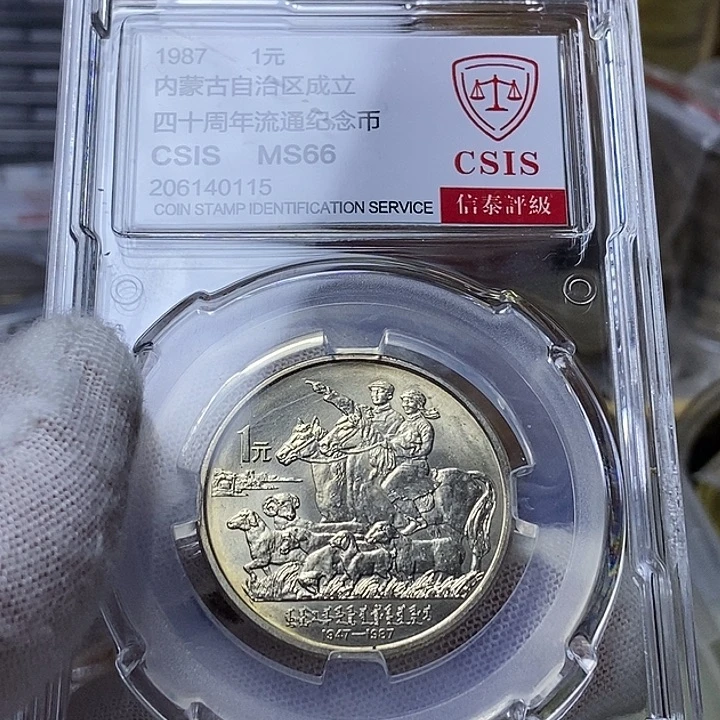 1987 1元
内蒙古自治区成立
四十周年流通纪念币
CSIS MS66
206140115
COIN STAMP IDENTIFICATION SERVICE
CSIS
信泰評級
1元
1947—1987